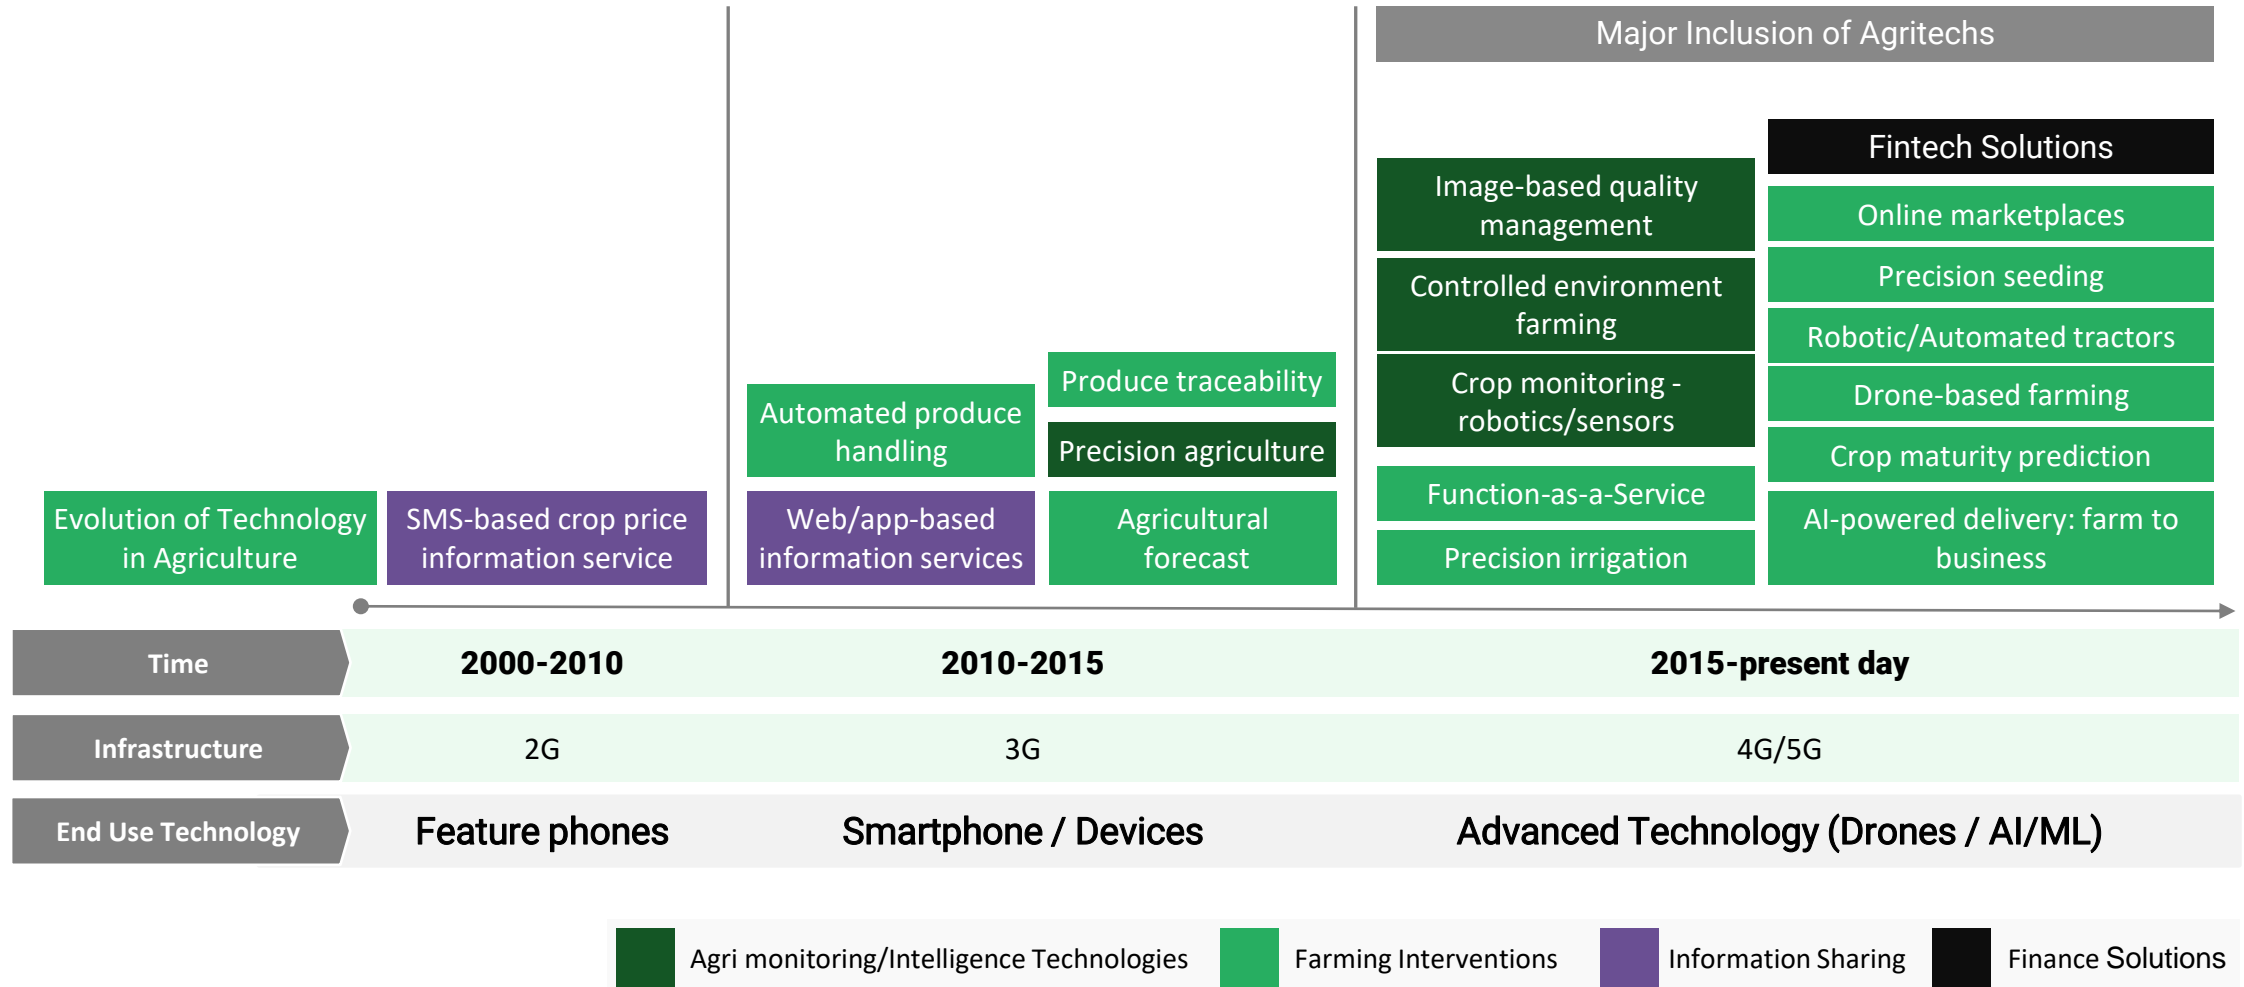 Major Inclusion of Agritechs
Evolution of Technology
in Agriculture
SMS-based crop price
information service
Automated produce
handling
Web/app-based
information services
Produce traceability
Precision agriculture
Agricultural
forecast
Image-based quality
management
Controlled environment
farming
Crop monitoring -
robotics/sensors
Function-as-a-Service
Precision irrigation
Fintech Solutions
Online marketplaces
Precision seeding
Robotic/Automated tractors
Drone-based farming
Crop maturity prediction
AI-powered delivery: farm to
business
Time
2000-2010
2010-2015
2015-present day
Infrastructure
2G
3G
4G/5G
End Use Technology
Feature phones
Smartphone / Devices
Advanced Technology (Drones / AI/ML)
Agri monitoring/Intelligence Technologies
Farming Interventions
Information Sharing
Finance Solutions